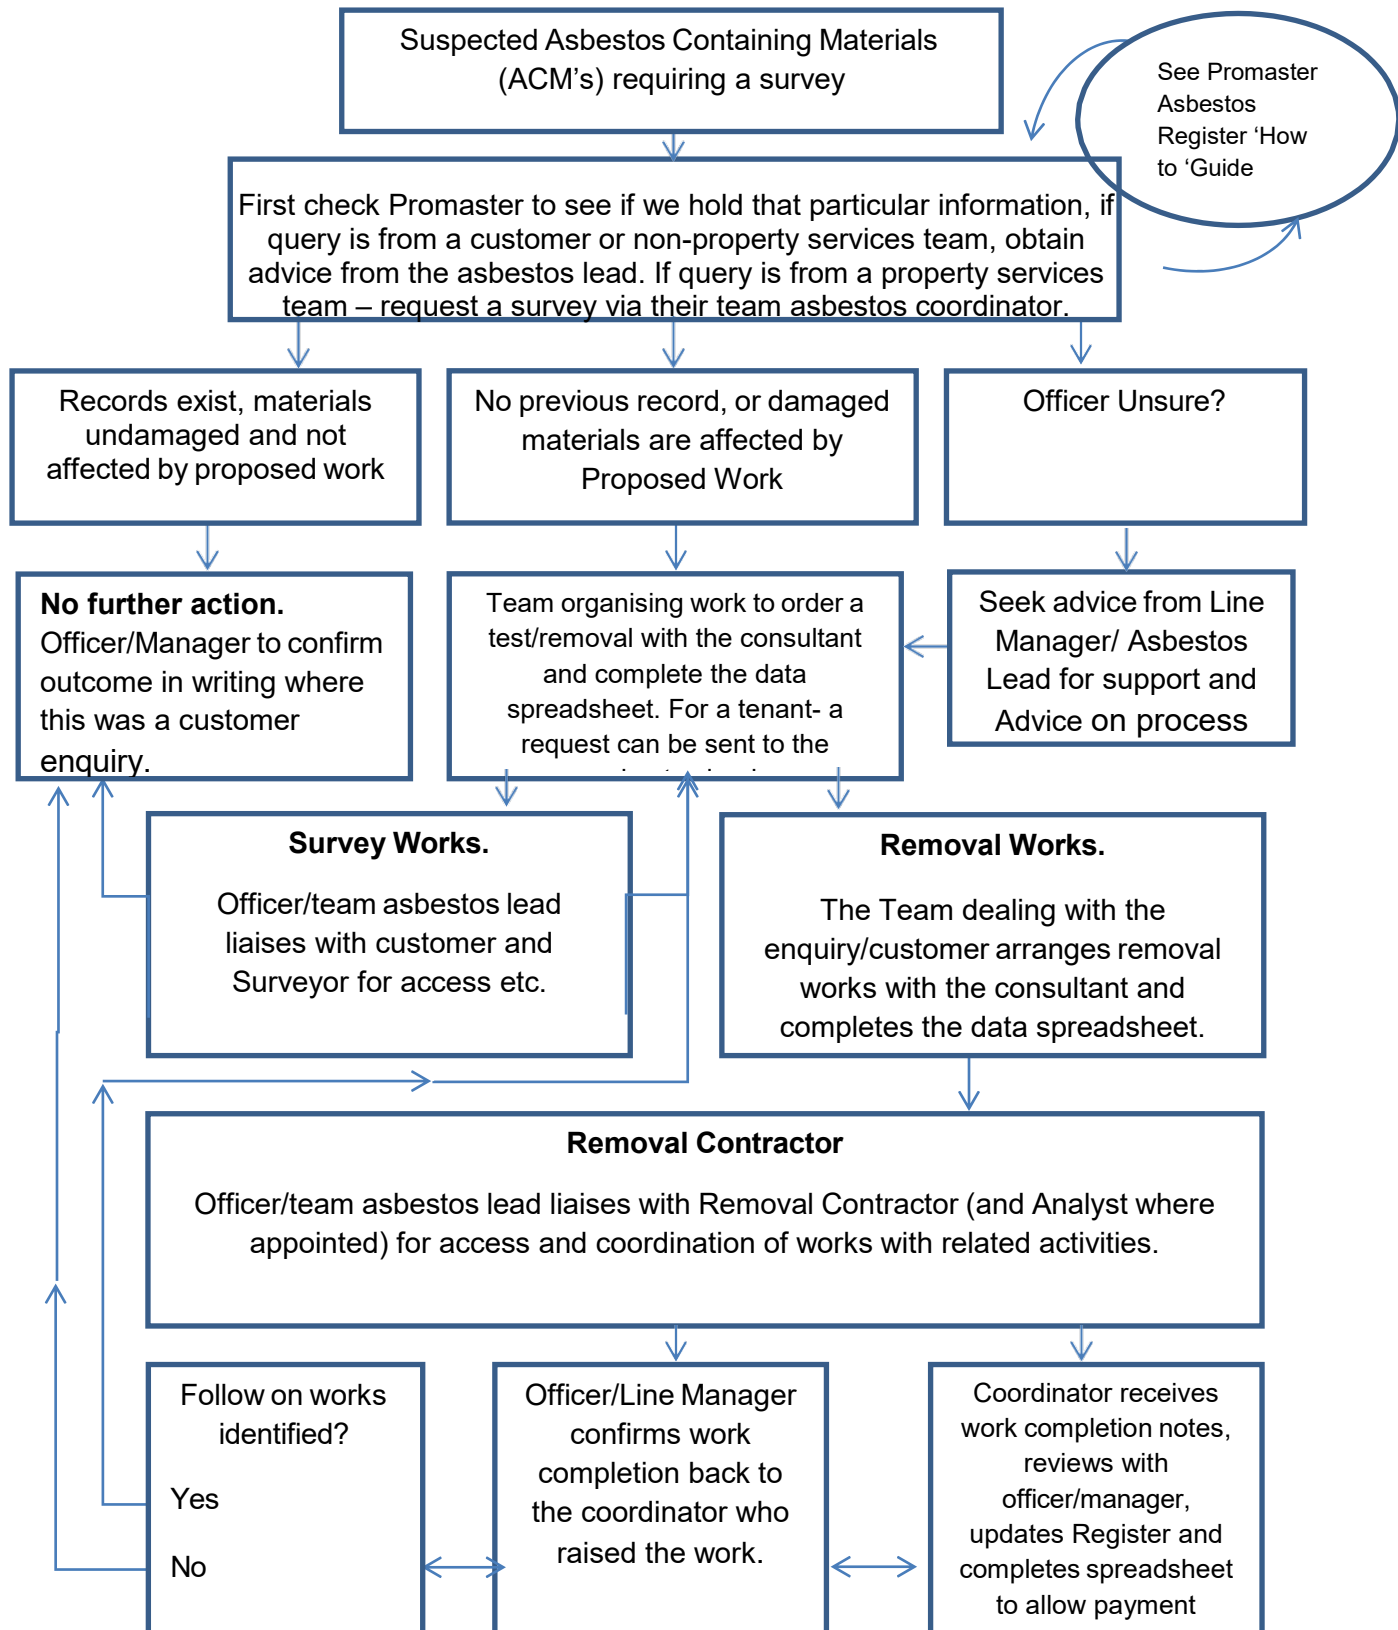 Suspected Asbestos Containing Materials
(ACM's) requiring a survey
See Promaster
Asbestos
Register ‘How
to ‘Guide
First check Promaster to see if we hold that particular information, if
query is from a customer or non-property services team, obtain
advice from the asbestos lead. If query is from a property services
team – request a survey via their team asbestos coordinator.
Records exist, materials
undamaged and not
affected by proposed work
No previous record, or damaged
materials are affected by
Proposed Work
Officer Unsure?
No further action.
Officer/Manager to confirm
outcome in writing where
this was a customer
enquiry.
Team organising work to order a
test/removal with the consultant
and complete the data
spreadsheet. For a tenant- a
request can be sent to the
Seek advice from Line
Manager/ Asbestos
Lead for support and
Advice on process
Survey Works.
Officer/team asbestos lead
liaises with customer and
Surveyor for access etc.
Removal Works.
The Team dealing with the
enquiry/customer arranges removal
works with the consultant and
completes the data spreadsheet.
Removal Contractor
Officer/team asbestos lead liaises with Removal Contractor (and Analyst where
appointed) for access and coordination of works with related activities.
Follow on works
identified?
Yes
No
Officer/Line Manager
confirms work
completion back to
the coordinator who
raised the work.
Coordinator receives
work completion notes,
reviews with
officer/manager,
updates Register and
completes spreadsheet
to allow payment